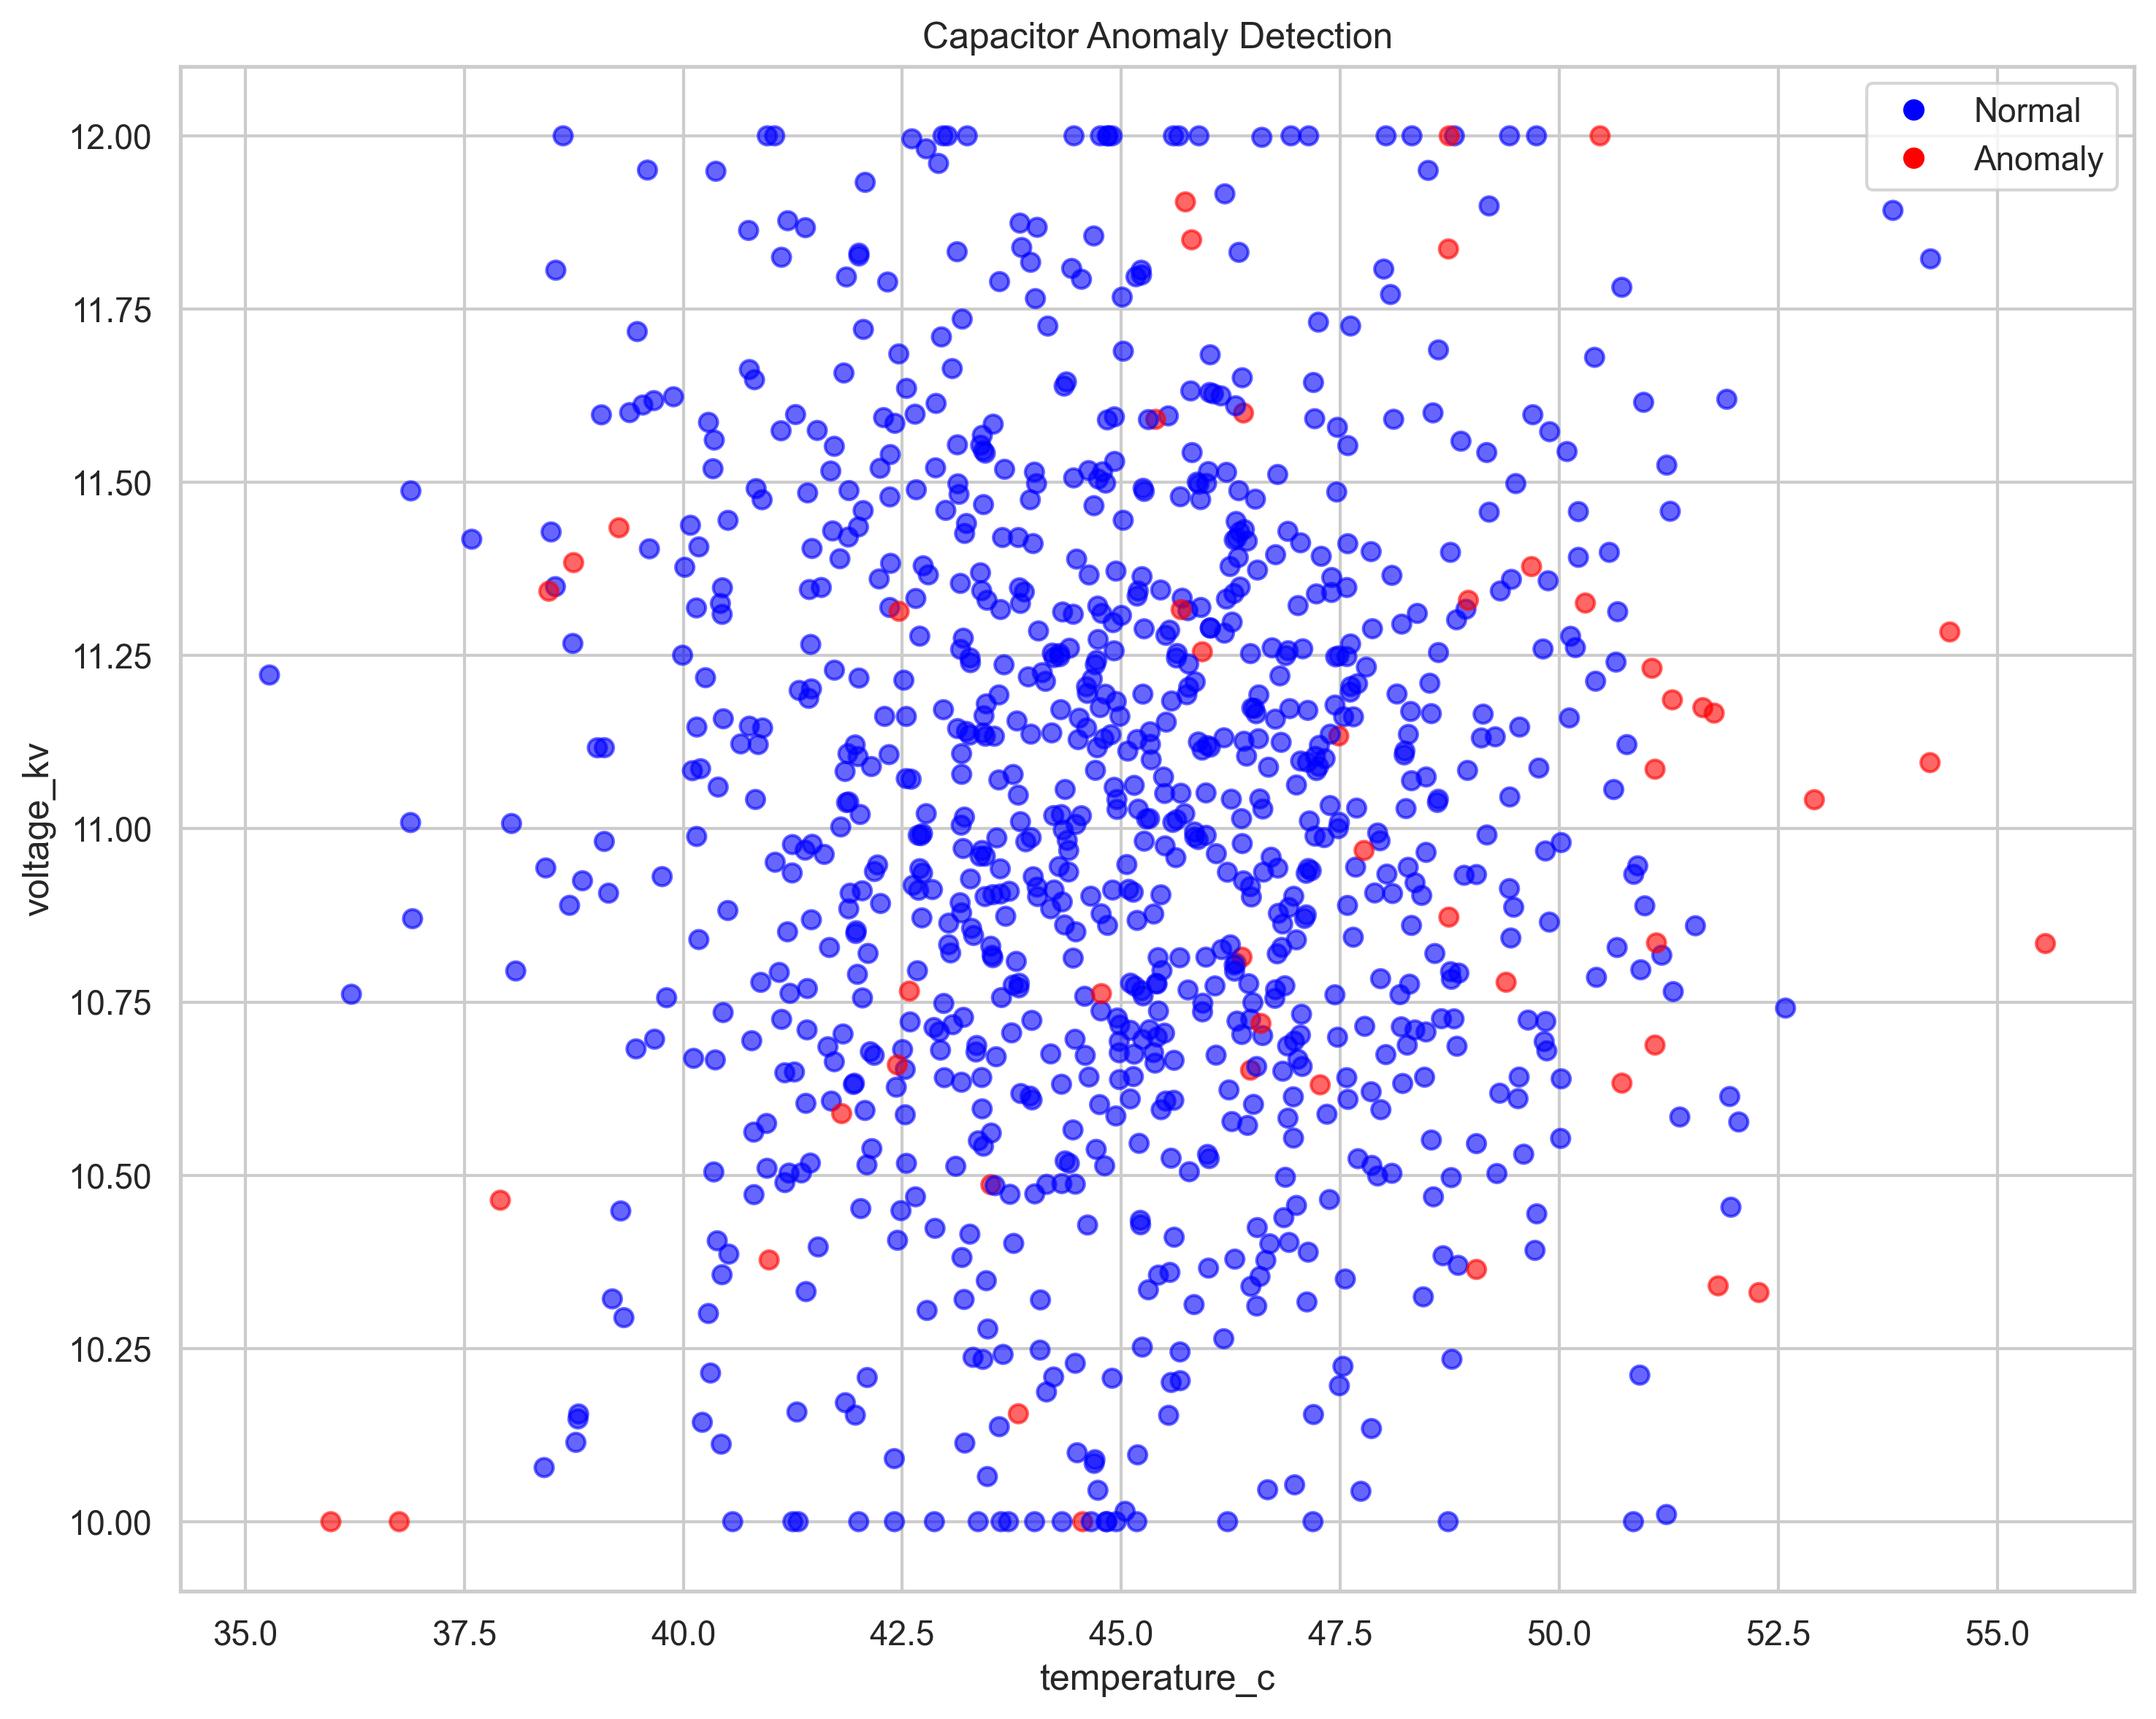 Capacitor Anomaly Detection
Normal
Anomaly
12.00
11.75
11.50
11.25
11.00
10.75
10.50
10.25
10.00
voltage_kv
35.0 37.5 40.0 42.5 45.0 47.5 50.0 52.5 55.0
temperature_c